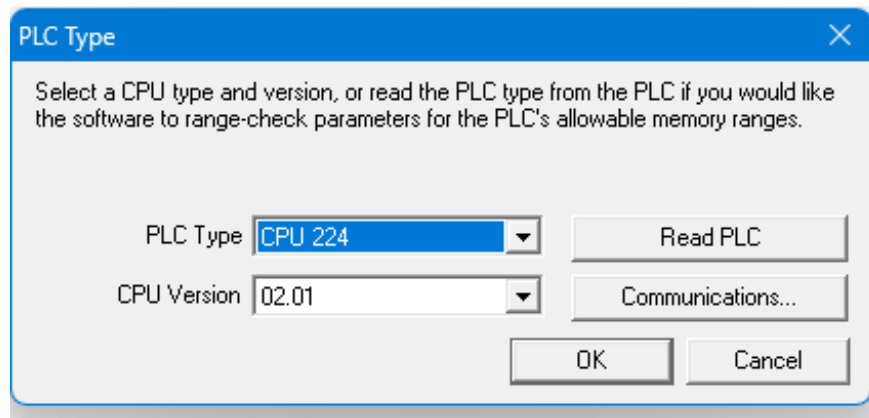 PLC Type
Select a CPU type and version, or read the PLC type from the PLC if you would like
the software to range-check parameters for the PLC's allowable memory ranges.
PLC Type CPU 224 Read PLC
CPU Version 02.01 Communications...
OK Cancel